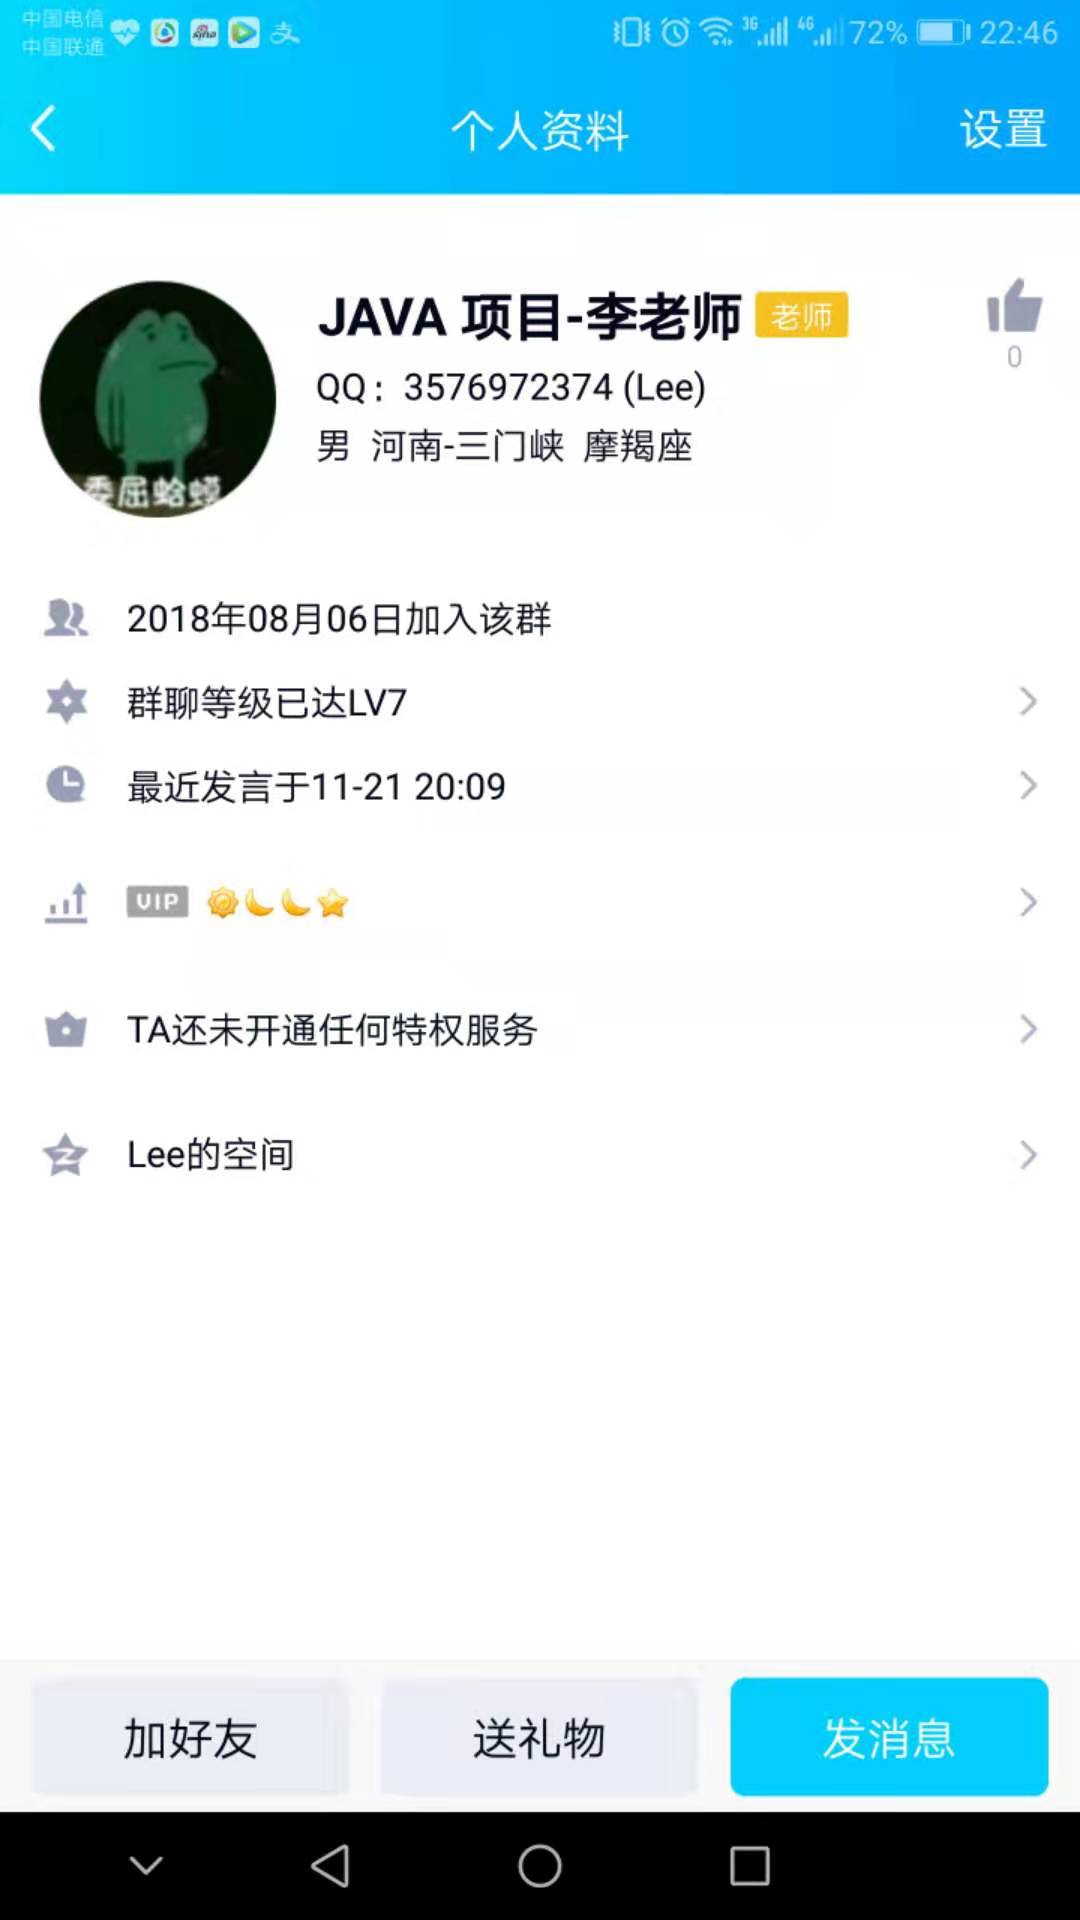 中国电信
中国联通
3G 4G 72% 22:46
个人资料 设置
JAVA 项目-李老师 老师
0
QQ：3576972374 (Lee)
男 河南-三门峡 摩羯座
委屈蛤蟆
2018年08月06日加入该群
群聊等级已达LV7
最近发言于11-21 20:09
VIP
TA还未开通任何特权服务
Lee的空间
加好友 送礼物 发消息